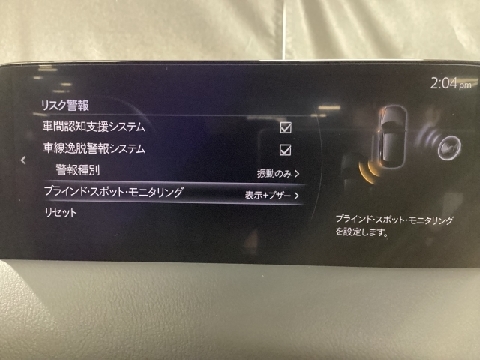 2:04 pm
リスク警報
車間認知支援システム
車線逸脱警報システム
警報種別 振動のみ
ブラインド・スポット・モニタリング 表示+ブザー
リセット
ブラインド・スポット・モニタリング
を設定します。